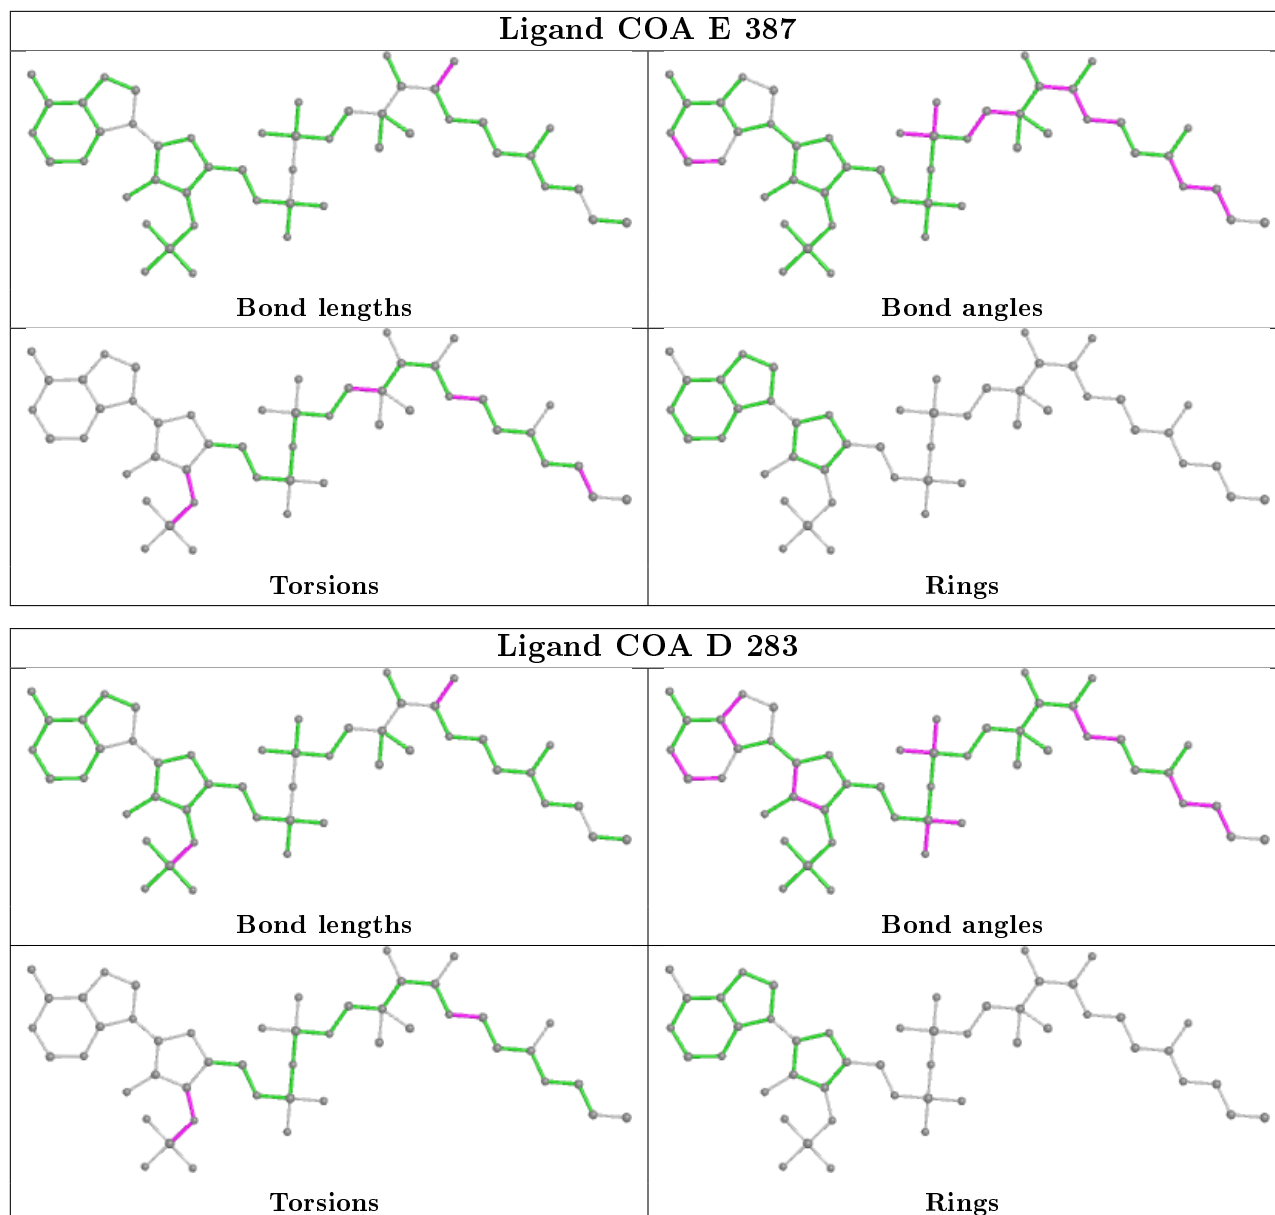 Ligand COA E 387
Bond lengths
Bond angles
Torsions
Rings
Ligand COA D 283
Bond lengths
Bond angles
Torsions
Rings